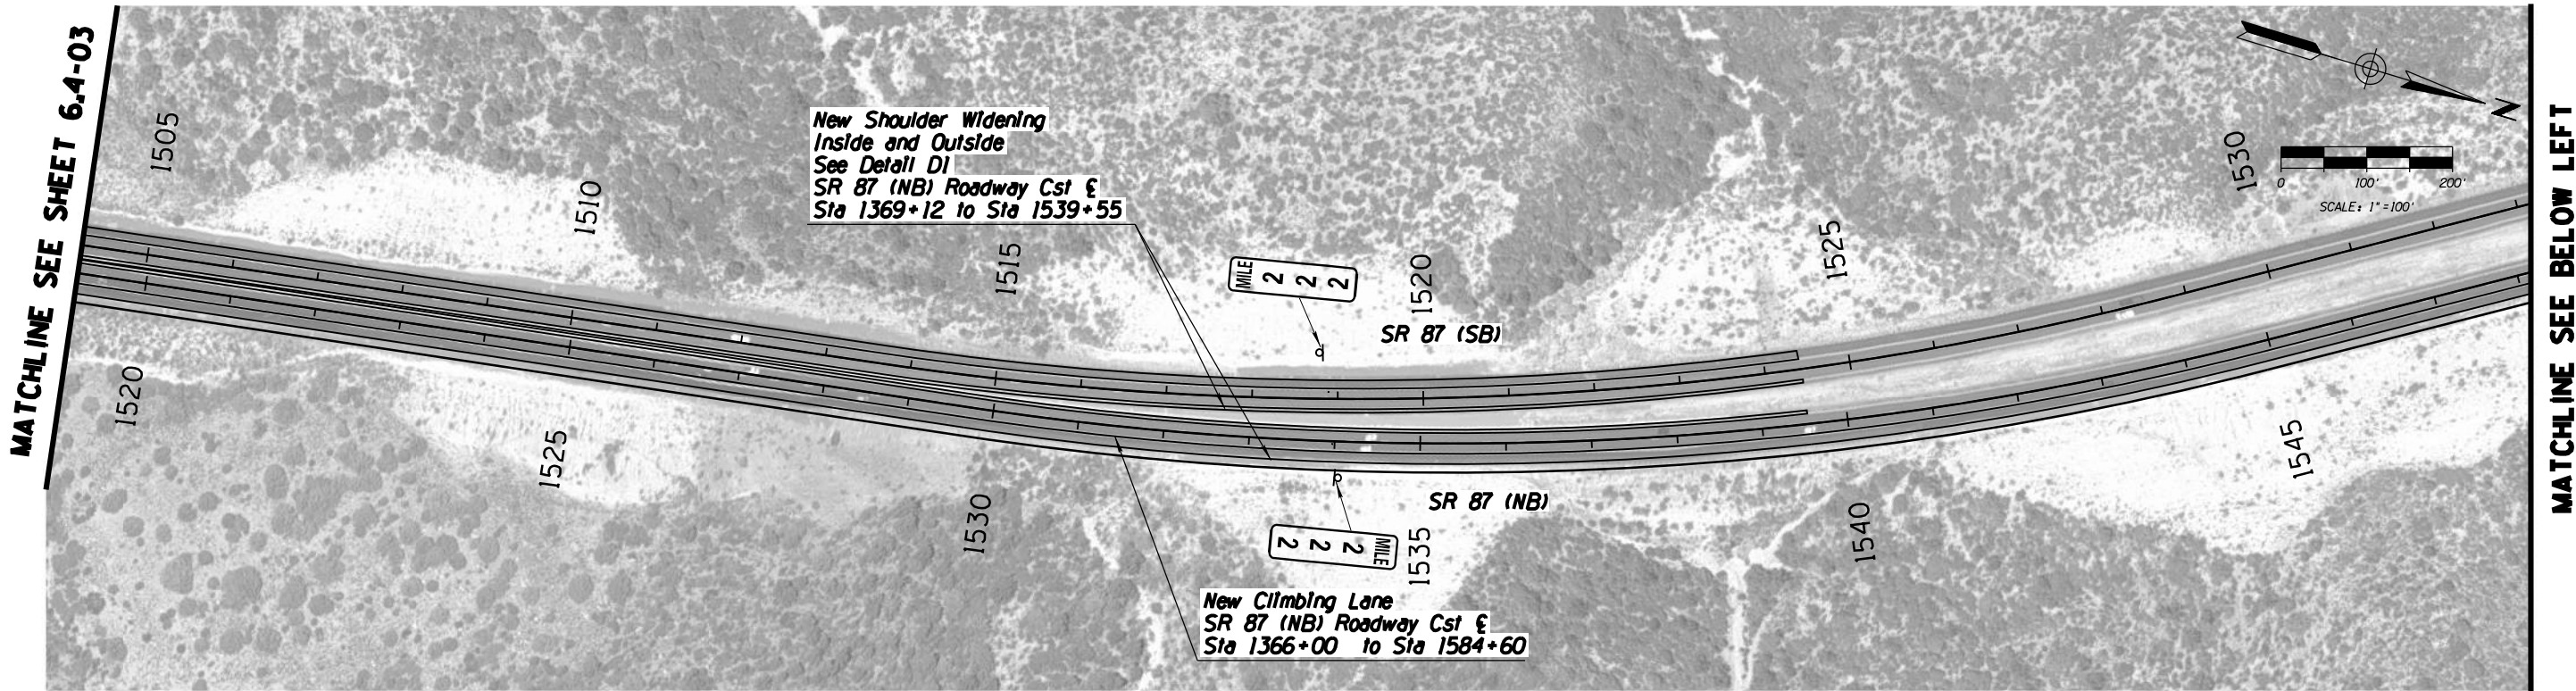 MATCHLINE SEE SHEET 6.4-03
1505
1510
1515
1520
1525
1530
New Shoulder Widening
Inside and Outside
See Detail D1
SR 87 (NB) Roadway Cst ℄
Sta 1369+12 to Sta 1539+55
MILE 2 2 2
SR 87 (SB)
N
0 100' 200'
SCALE: 1" =100'
MATCHLINE SEE BELOW LEFT
1520
1525
1530
1535
1540
1545
SR 87 (NB)
MILE 2 2 2
New Climbing Lane
SR 87 (NB) Roadway Cst ℄
Sta 1366+00 to Sta 1584+60